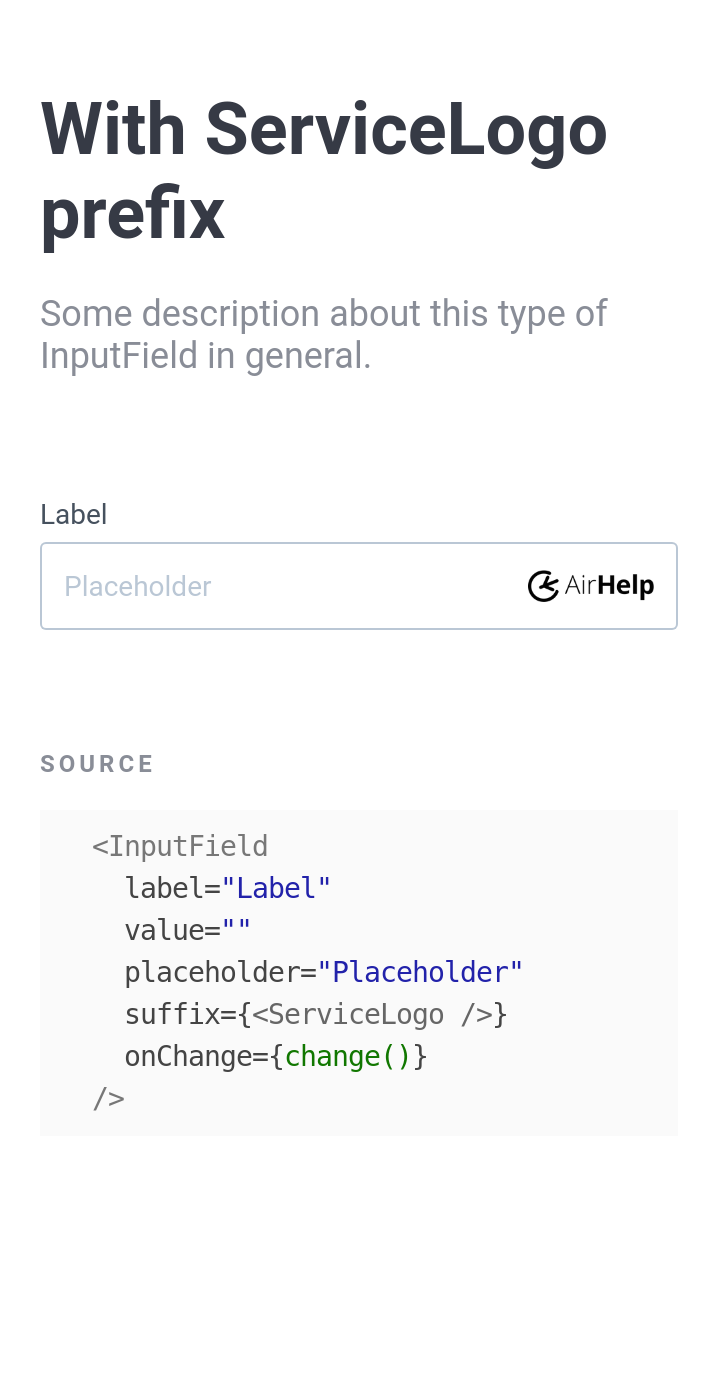 With ServiceLogo
prefix
Some description about this type of
InputField in general.
Label
Placeholder AirHelp
SOURCE
<InputField
  label="Label"
  value=""
  placeholder="Placeholder"
  suffix={<ServiceLogo />}
  onChange={change()}
/>